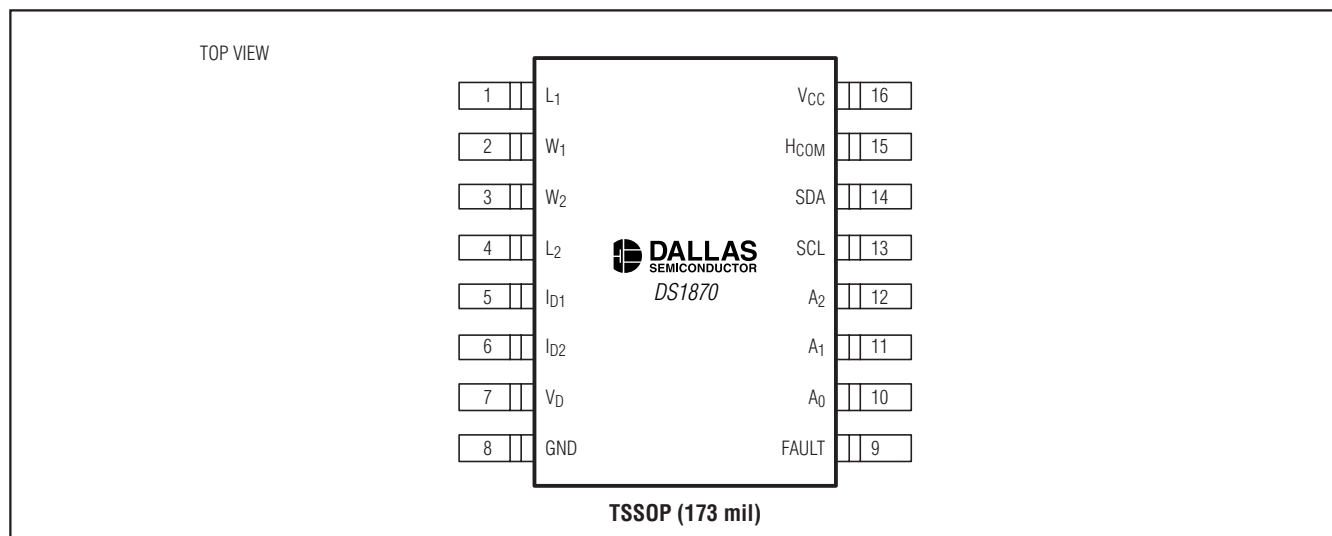 TOP VIEW
1 L1 VCC 16
2 W1 HCOM 15
3 W2 SDA 14
4 L2 SCL 13
5 ID1 A2 12
6 ID2 A1 11
7 VD A0 10
8 GND FAULT 9
DALLAS
SEMICONDUCTOR
DS1870
TSSOP (173 mil)